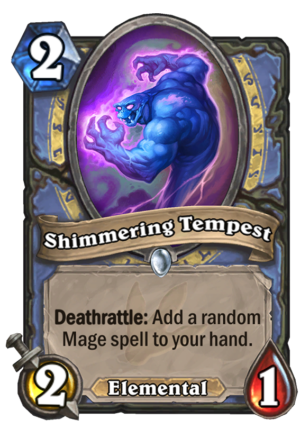 2
Shimmering Tempest
Deathrattle: Add a random
Mage spell to your hand.
2
Elemental
1